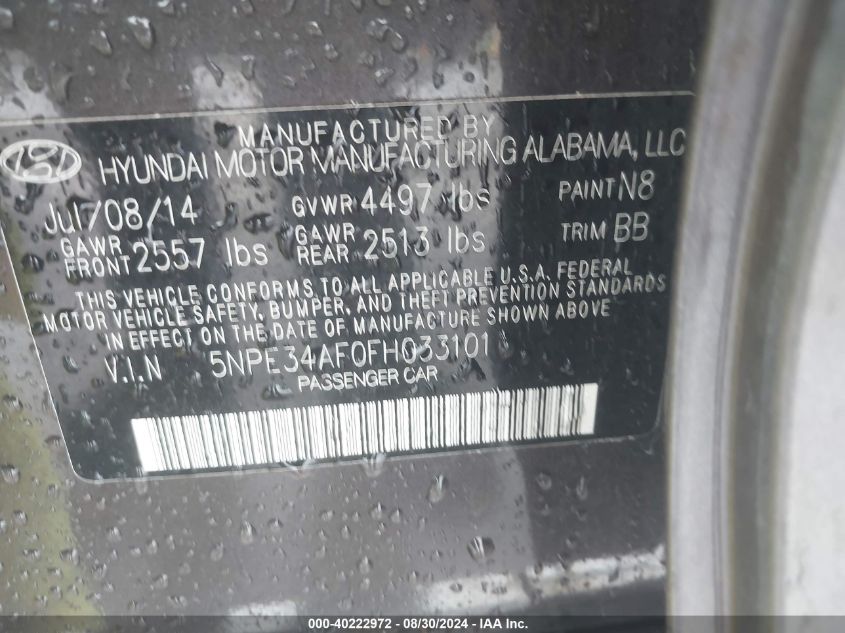 MANUFACTURED BY
HYUNDAI MOTOR MANUFACTURING ALABAMA, LLC
Jul/08/14 GVWR 4497 lbs PAINT N8
GAWR FRONT 2557 lbs GAWR REAR 2513 lbs TRIM BB
THIS VEHICLE CONFORMS TO ALL APPLICABLE U.S.A. FEDERAL
MOTOR VEHICLE SAFETY, BUMPER, AND THEFT PREVENTION STANDARDS
IN EFFECT ON THE DATE OF MANUFACTURE SHOWN ABOVE
V.I.N 5NPE34AF0FH033101
PASSENGER CAR
000-40222972 - 08/30/2024 - IAA Inc.